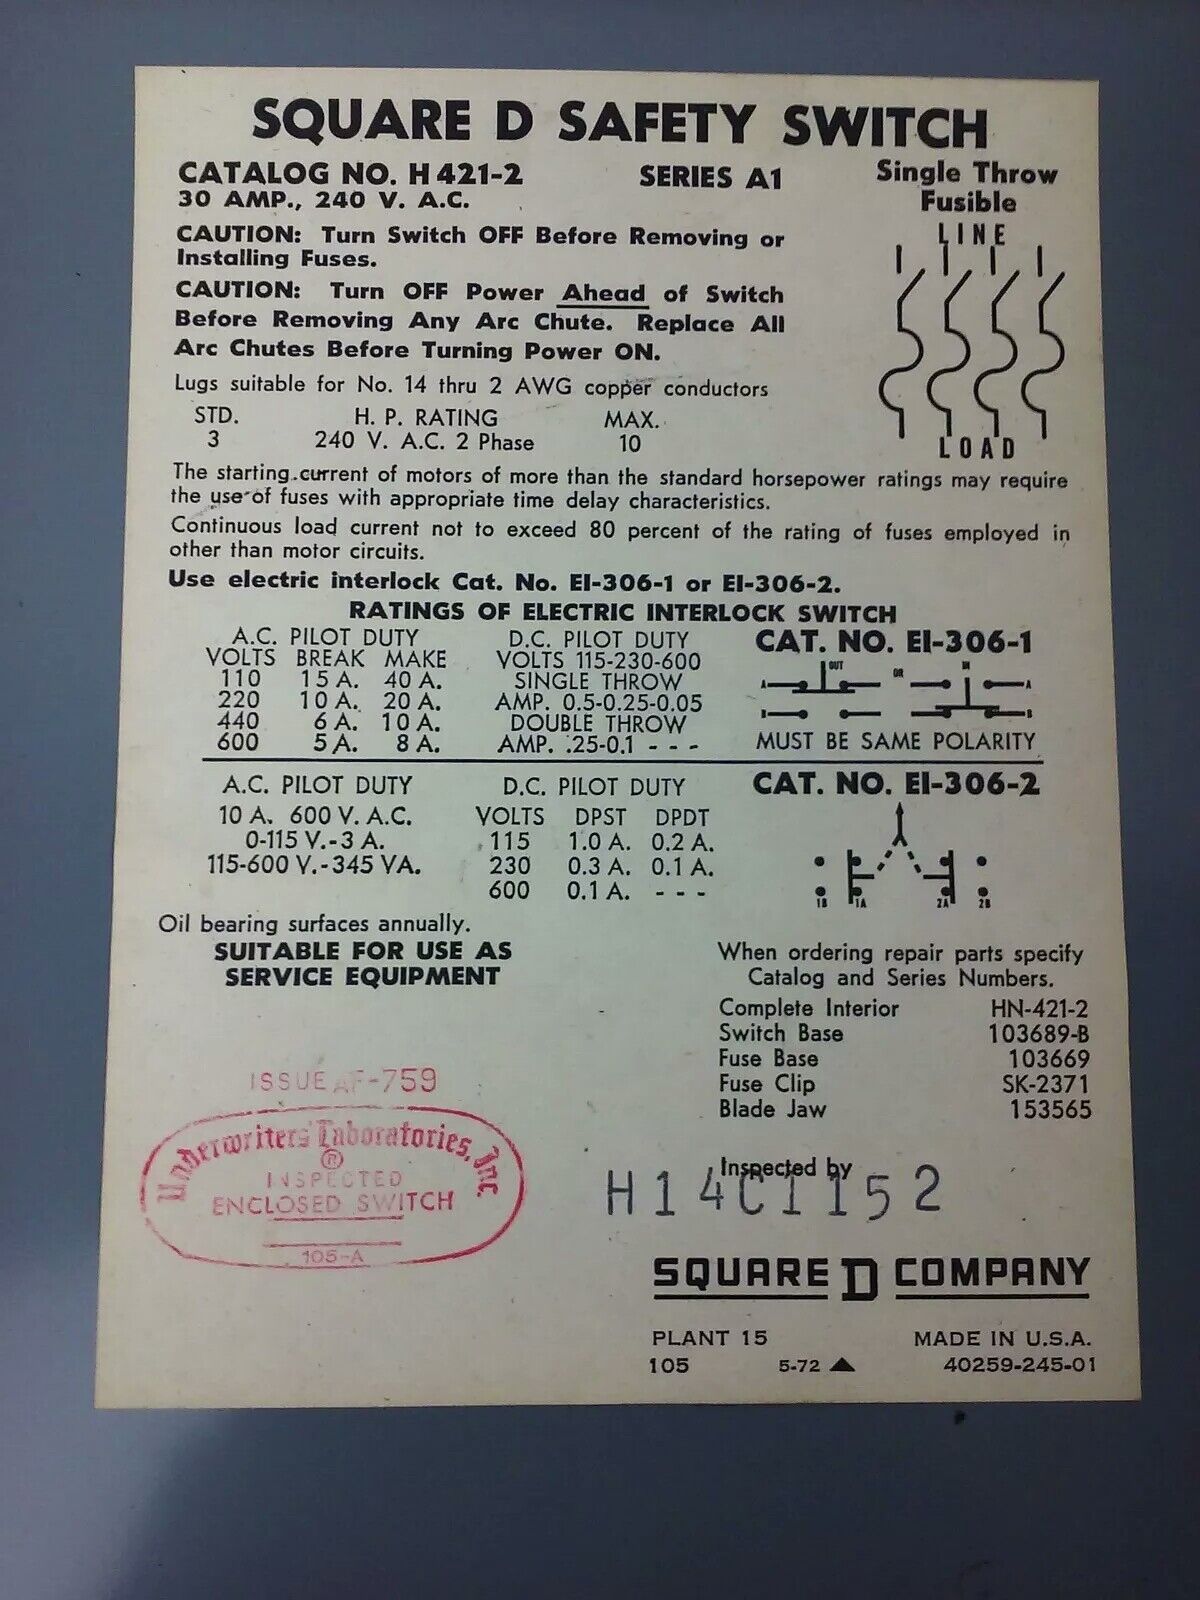 SQUARE D SAFETY SWITCH
CATALOG NO. H 421-2 SERIES A1
30 AMP., 240 V. A.C.
Single Throw
Fusible
LINE
LOAD
CAUTION: Turn Switch OFF Before Removing or
Installing Fuses.
CAUTION: Turn OFF Power Ahead of Switch
Before Removing Any Arc Chute. Replace All
Arc Chutes Before Turning Power ON.
Lugs suitable for No. 14 thru 2 AWG copper conductors
STD. H. P. RATING MAX.
3 240 V. A.C. 2 Phase 10
The starting current of motors of more than the standard horsepower ratings may require
the use of fuses with appropriate time delay characteristics.
Continuous load current not to exceed 80 percent of the rating of fuses employed in
other than motor circuits.
Use electric interlock Cat. No. EI-306-1 or EI-306-2.
RATINGS OF ELECTRIC INTERLOCK SWITCH
A.C. PILOT DUTY
VOLTS BREAK MAKE
110 15 A. 40 A.
220 10 A. 20 A.
440 6 A. 10 A.
600 5 A. 8 A.
D.C. PILOT DUTY
VOLTS 115-230-600
SINGLE THROW
AMP. 0.5-0.25-0.05
DOUBLE THROW
AMP. .25-0.1 - - -
CAT. NO. EI-306-1
OUT OR IN
A A
B B
MUST BE SAME POLARITY
A.C. PILOT DUTY
10 A. 600 V. A.C.
0-115 V.-3 A.
115-600 V.-345 VA.
D.C. PILOT DUTY
VOLTS DPST DPDT
115 1.0 A. 0.2 A.
230 0.3 A. 0.1 A.
600 0.1 A. - - -
CAT. NO. EI-306-2
1B 1A 2A 2B
Oil bearing surfaces annually.
SUITABLE FOR USE AS
SERVICE EQUIPMENT
When ordering repair parts specify
Catalog and Series Numbers.
Complete Interior HN-421-2
Switch Base 103689-B
Fuse Base 103669
Fuse Clip SK-2371
Blade Jaw 153565
ISSUE AF-759
Underwriters' Laboratories, Inc.
®
INSPECTED
ENCLOSED SWITCH
105-A
Inspected by
H14C1152
SQUARE D COMPANY
PLANT 15 MADE IN U.S.A.
105 5-72 ▲ 40259-245-01